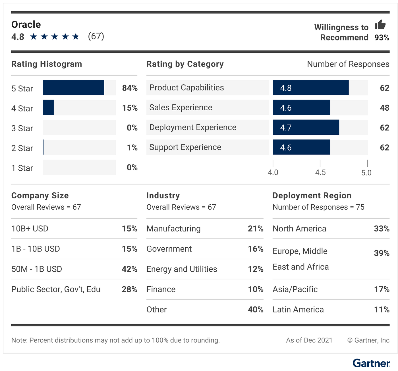 Oracle
4.8 ★ ★ ★ ★ ★ (67)
Willingness to
Recommend 93%
Rating Histogram
5 Star 84%
4 Star 15%
3 Star 0%
2 Star 1%
1 Star 0%
Rating by Category Number of Responses
Product Capabilities 4.8 62
Sales Experience 4.6 48
Deployment Experience 4.7 62
Support Experience 4.6 62
4.0 4.5 5.0
Company Size
Overall Reviews = 67
10B+ USD 15%
1B - 10B USD 15%
50M - 1B USD 42%
Public Sector, Gov't, Edu 28%
Industry
Overall Reviews = 67
Manufacturing 21%
Government 16%
Energy and Utilities 12%
Finance 10%
Other 40%
Deployment Region
Number of Responses = 75
North America 33%
Europe, Middle
East and Africa 39%
Asia/Pacific 17%
Latin America 11%
Note: Percent distributions may not add up to 100% due to rounding. As of Dec 2021 © Gartner, Inc
Gartner